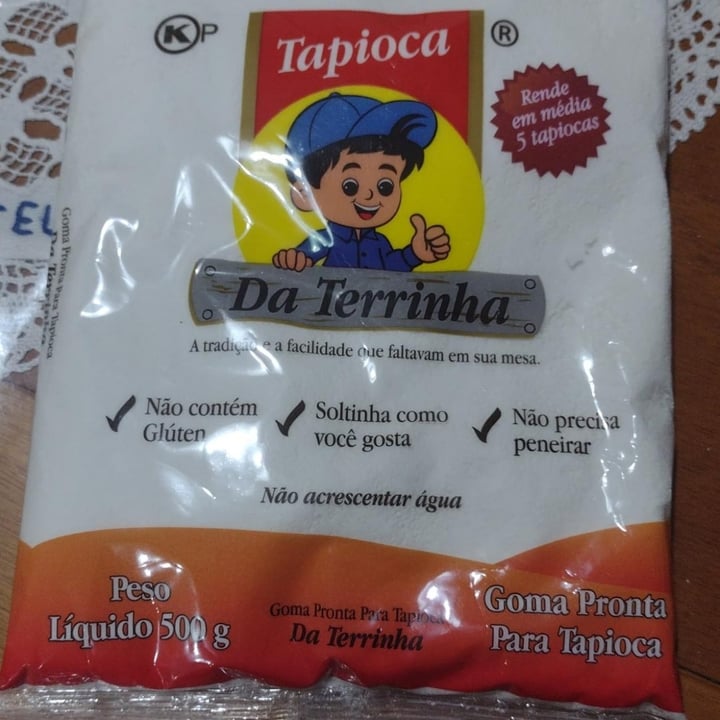 K P
Tapioca
®
Rende
em média
5 tapiocas
Da Terrinha
A tradição e a facilidade que faltavam em sua mesa.
Não contém
Glúten
Soltinha como
você gosta
Não precisa
peneirar
Não acrescentar água
Peso
Líquido 500 g
Goma Pronta Para Tapioca
Da Terrinha
Goma Pronta
Para Tapioca
Goma Pronta Para Tapioca
Da Terrinha